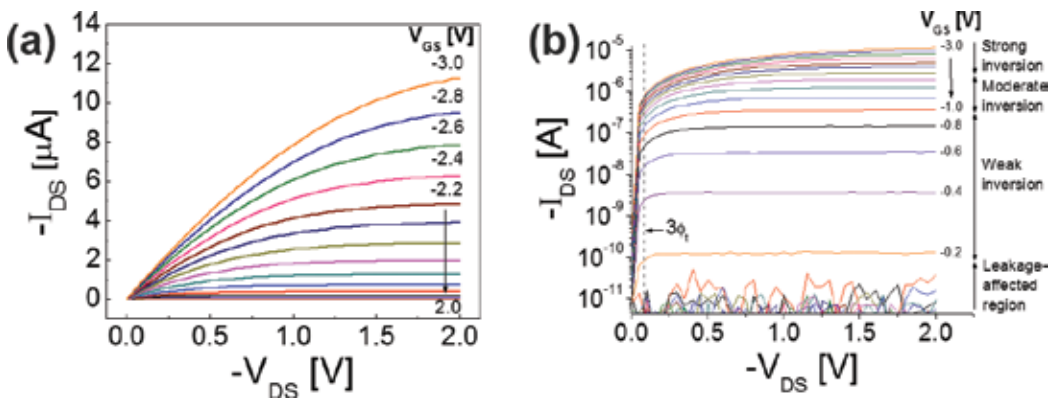 (a)
V_GS [V]
-3.0
-2.8
-2.6
-2.4
-2.2
2.0
14
12
10
8
6
4
2
0
-I_DS [μA]
0.0 0.5 1.0 1.5 2.0
-V_DS [V]
(b)
V_GS [V]
-3.0
-1.0
-0.8
-0.6
-0.4
-0.2
Strong
inversion
Moderate
inversion
Weak
inversion
Leakage-
affected
region
10^-5
10^-6
10^-7
10^-8
10^-9
10^-10
10^-11
-I_DS [A]
3ϕ_t
0.0 0.5 1.0 1.5 2.0
-V_DS [V]